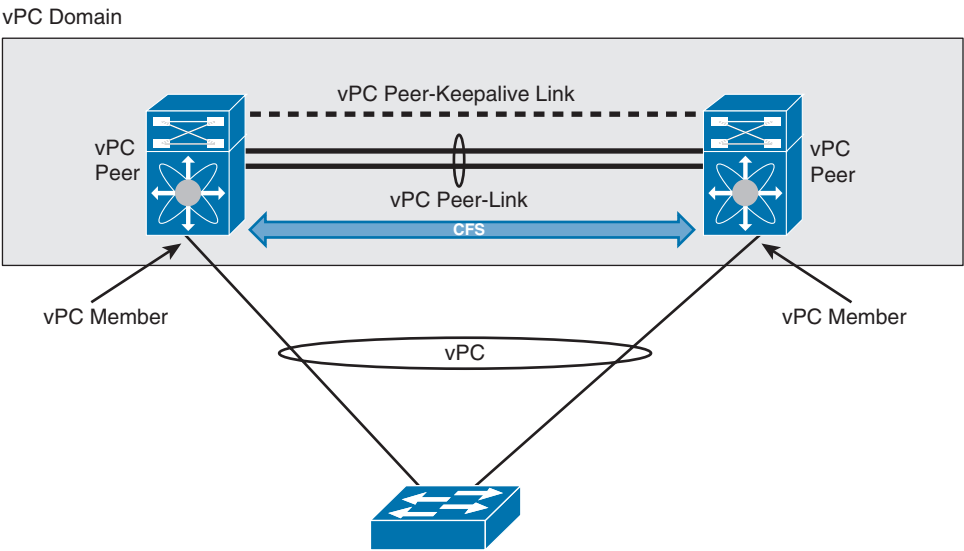 vPC Domain
vPC Peer-Keepalive Link
vPC
Peer
vPC
Peer
vPC Peer-Link
CFS
vPC Member
vPC Member
vPC